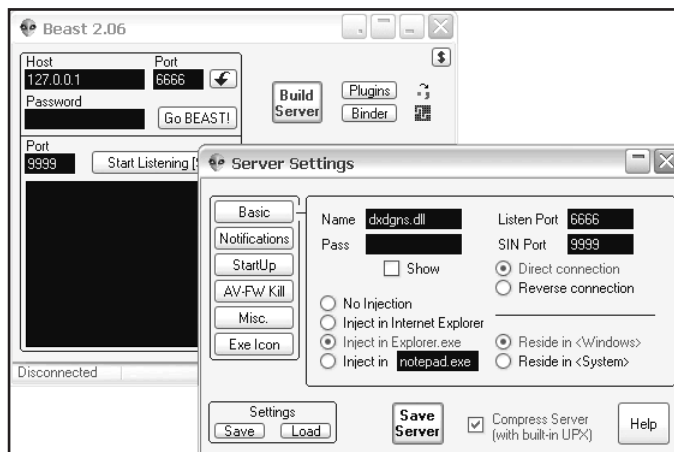 Beast 2.06
Host
Port
127.0.0.1
6666
Password
Go BEAST!
Build
Server
Plugins
Binder
$
Port
9999
Start Listening [S
Disconnected
Server Settings
Basic
Notifications
StartUp
AV-FW Kill
Misc.
Exe Icon
Name
dxdgns.dll
Pass
Show
No Injection
Inject in Internet Explorer
Inject in Explorer.exe
Inject in notepad.exe
Listen Port
6666
SIN Port
9999
Direct connection
Reverse connection
Reside in <Windows>
Reside in <System>
Settings
Save
Load
Save
Server
Compress Server
(with built-in UPX)
Help